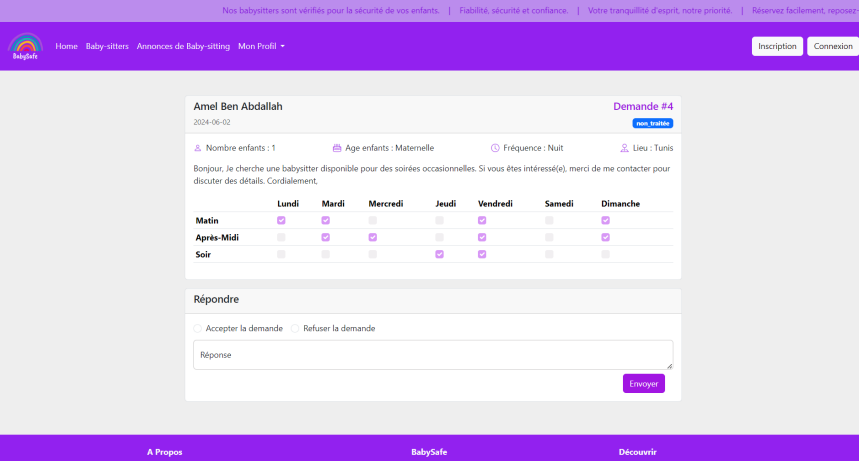 Nos babysitters sont vérifiés pour la sécurité de vos enfants. | Fiabilité, sécurité et confiance. | Votre tranquillité d'esprit, notre priorité. | Réservez facilement, reposez-
BabySafe
Home Baby-sitters Annonces de Baby-sitting Mon Profil
Inscription Connexion
Amel Ben Abdallah Demande #4
2024-06-02 non_traitée
Nombre enfants : 1 Age enfants : Maternelle Fréquence : Nuit Lieu : Tunis
Bonjour, Je cherche une babysitter disponible pour des soirées occasionnelles. Si vous êtes intéressé(e), merci de me contacter pour
discuter des détails. Cordialement,
Lundi Mardi Mercredi Jeudi Vendredi Samedi Dimanche
Matin
Après-Midi
Soir
Répondre
Accepter la demande Refuser la demande
Réponse
Envoyer
A Propos BabySafe Découvrir